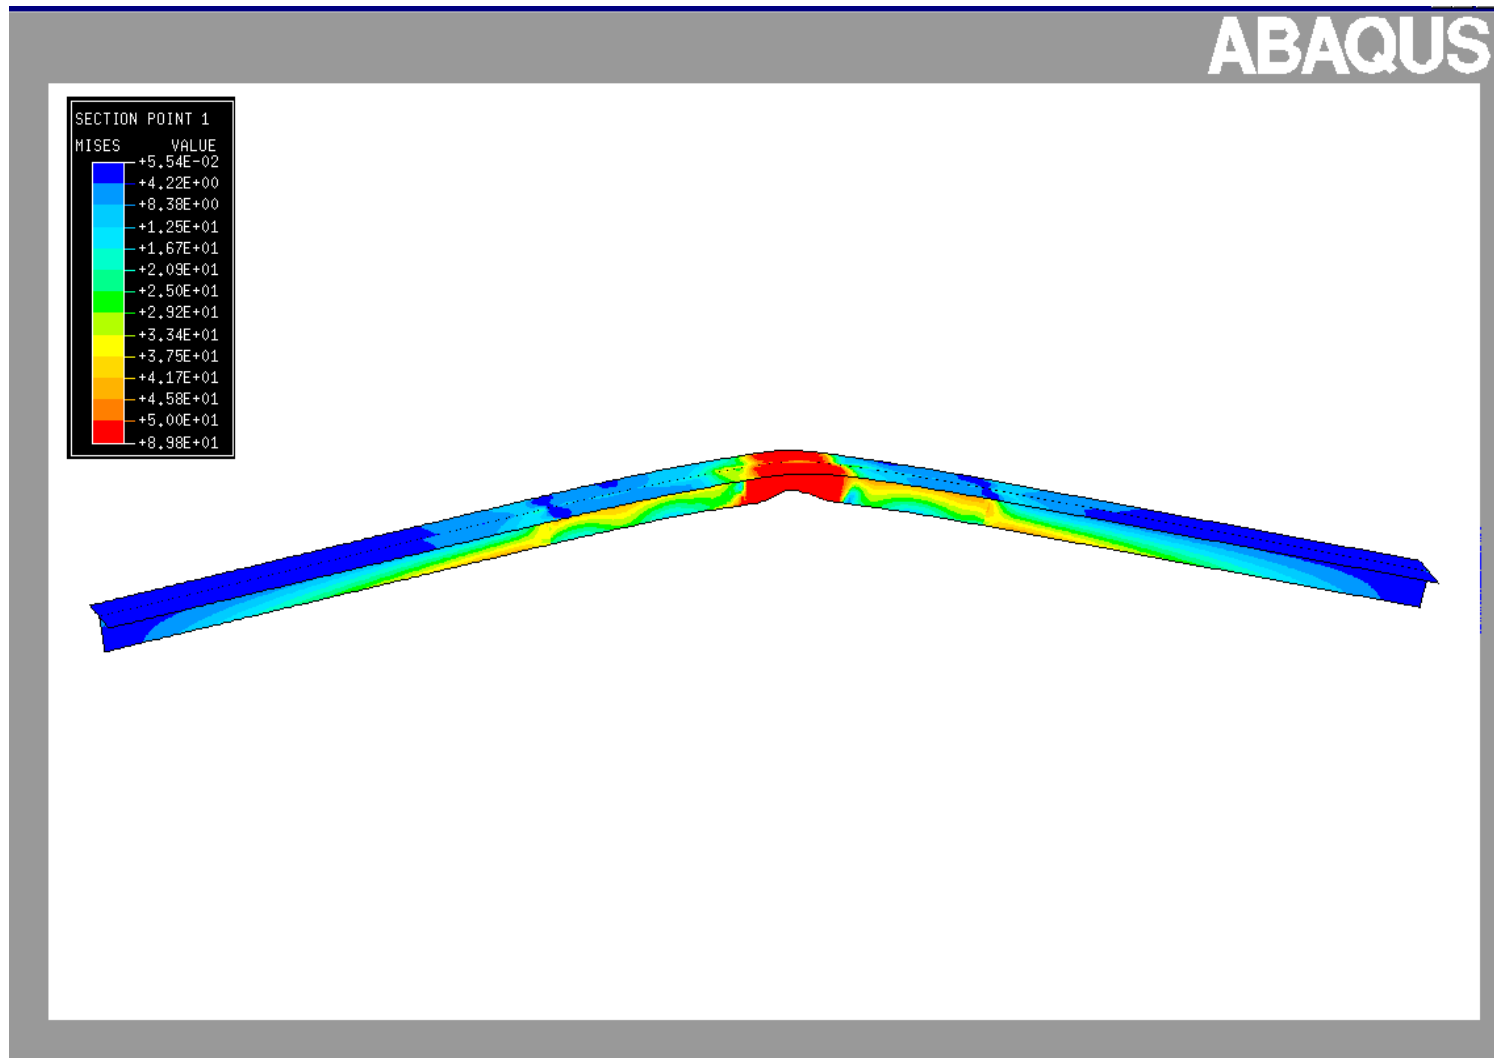 ABAQUS
SECTION POINT 1
MISES VALUE
+5.54E-02
+4.22E+00
+8.38E+00
+1.25E+01
+1.67E+01
+2.09E+01
+2.50E+01
+2.92E+01
+3.34E+01
+3.75E+01
+4.17E+01
+4.58E+01
+5.00E+01
+8.98E+01